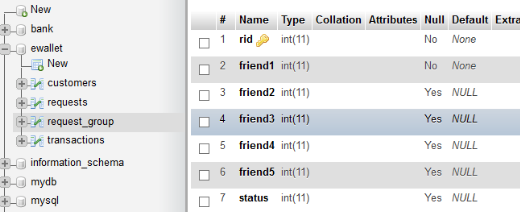 New
bank
ewallet
New
customers
requests
request_group
transactions
information_schema
mydb
mysql
# Name Type Collation Attributes Null Default Extra
1 rid int(11) No None
2 friend1 int(11) No None
3 friend2 int(11) Yes NULL
4 friend3 int(11) Yes NULL
5 friend4 int(11) Yes NULL
6 friend5 int(11) Yes NULL
7 status int(11) Yes NULL